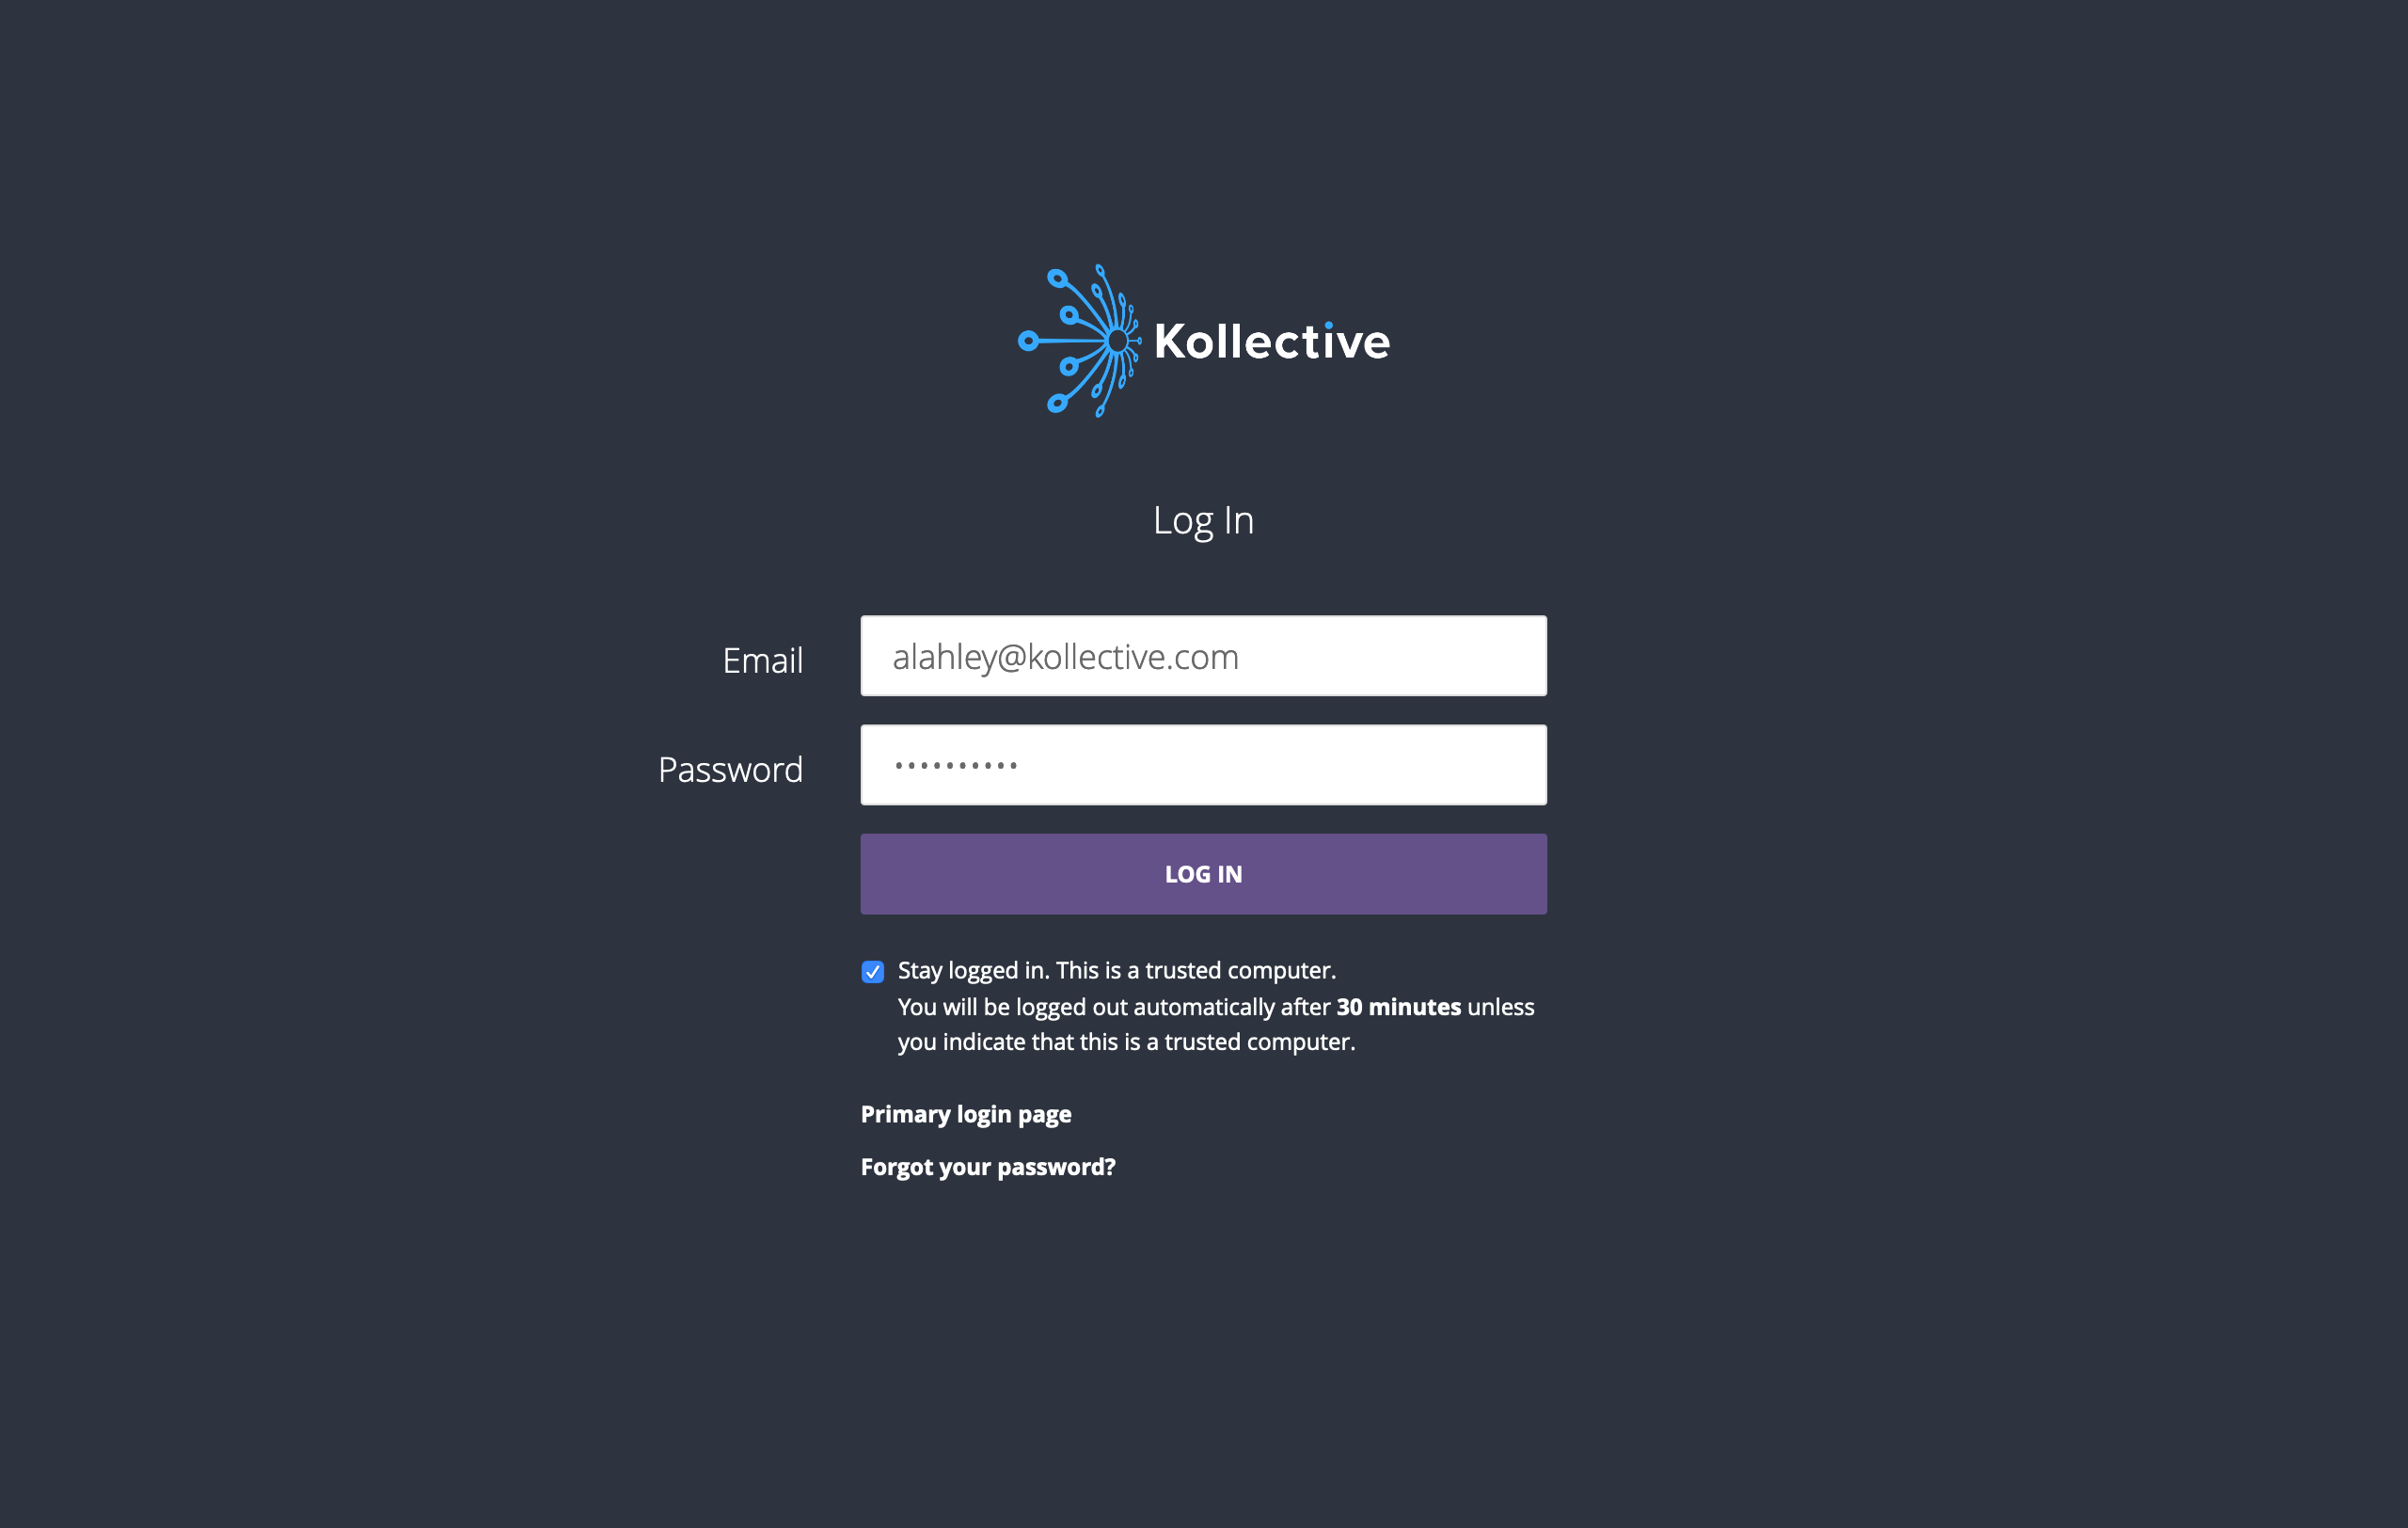 Kollective
Log In
Email
alahley@kollective.com
Password
LOG IN
Stay logged in. This is a trusted computer.
You will be logged out automatically after 30 minutes unless
you indicate that this is a trusted computer.
Primary login page
Forgot your password?